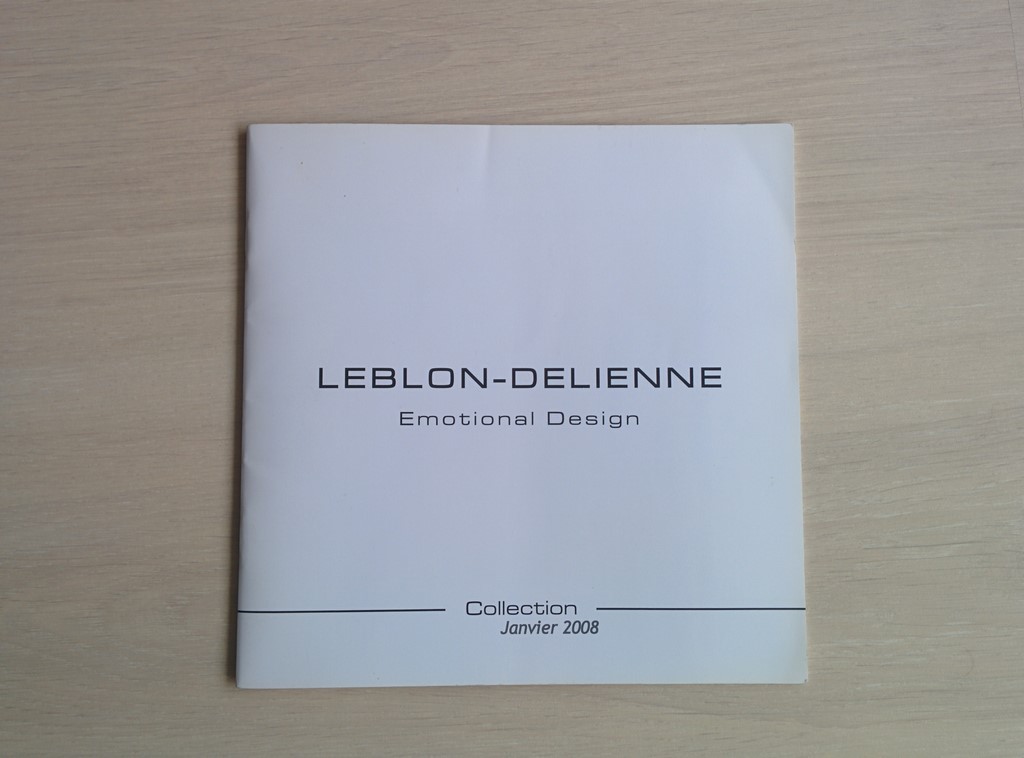 LEBLON-DELIENNE
Emotional Design
Collection
Janvier 2008